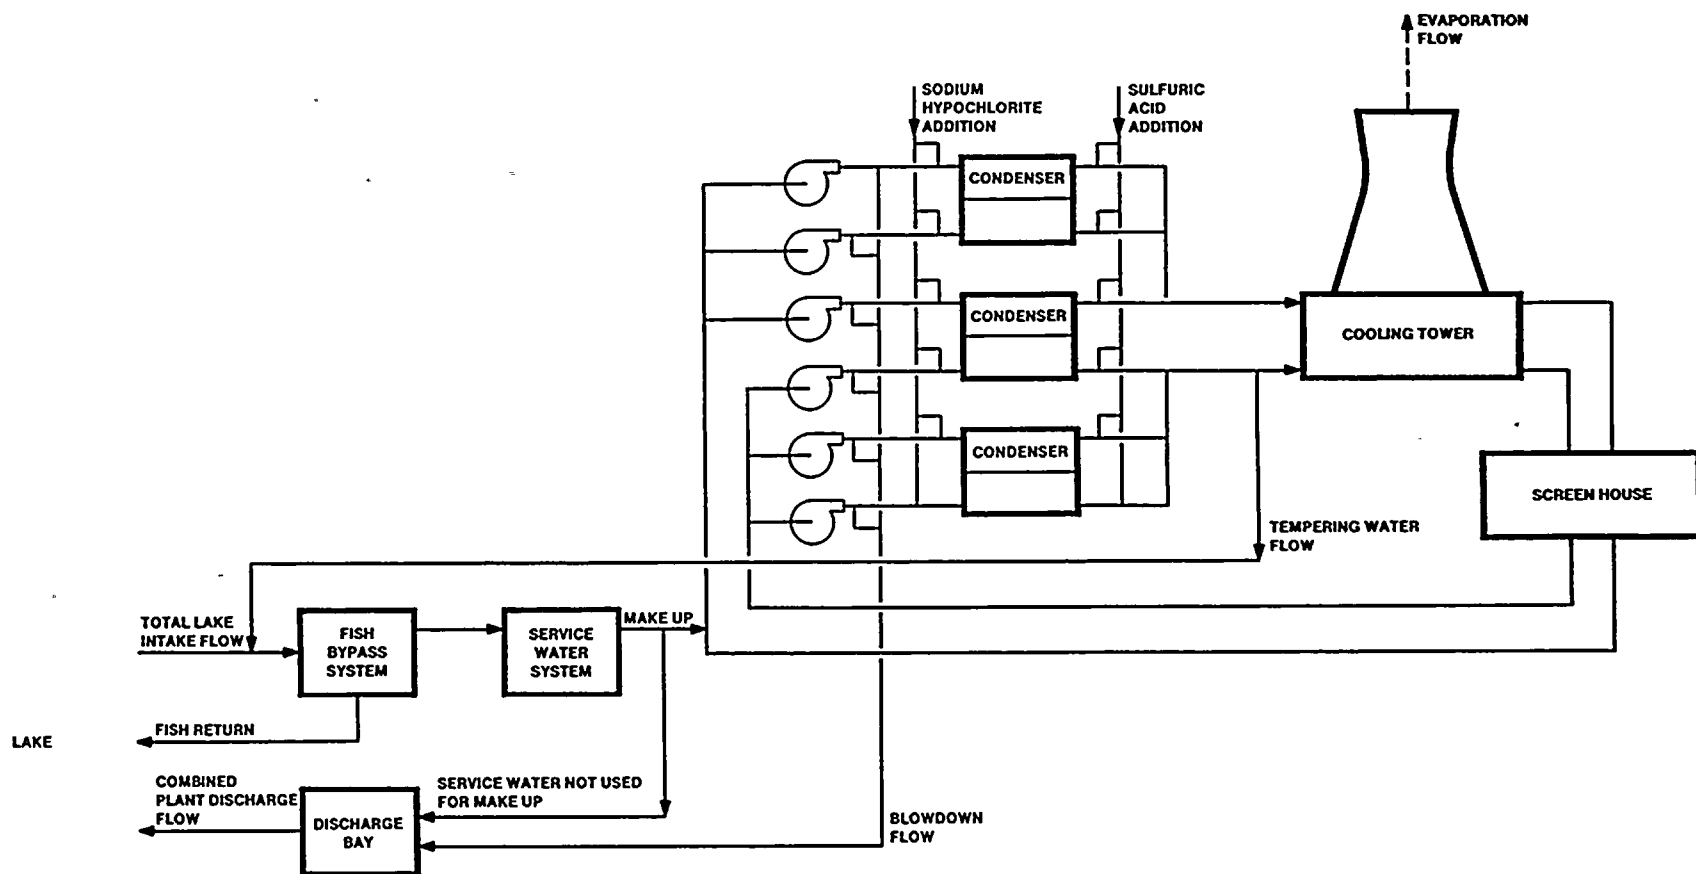 EVAPORATION
FLOW
SODIUM
HYPOCHLORITE
ADDITION
SULFURIC
ACID
ADDITION
CONDENSER
CONDENSER
COOLING TOWER
CONDENSER
SCREEN HOUSE
TEMPERING WATER
FLOW
TOTAL LAKE
INTAKE FLOW
FISH
BYPASS
SYSTEM
SERVICE
WATER
SYSTEM
MAKE UP
LAKE
FISH RETURN
COMBINED
PLANT DISCHARGE
FLOW
DISCHARGE
BAY
SERVICE WATER NOT USED
FOR MAKE UP
BLOWDOWN
FLOW